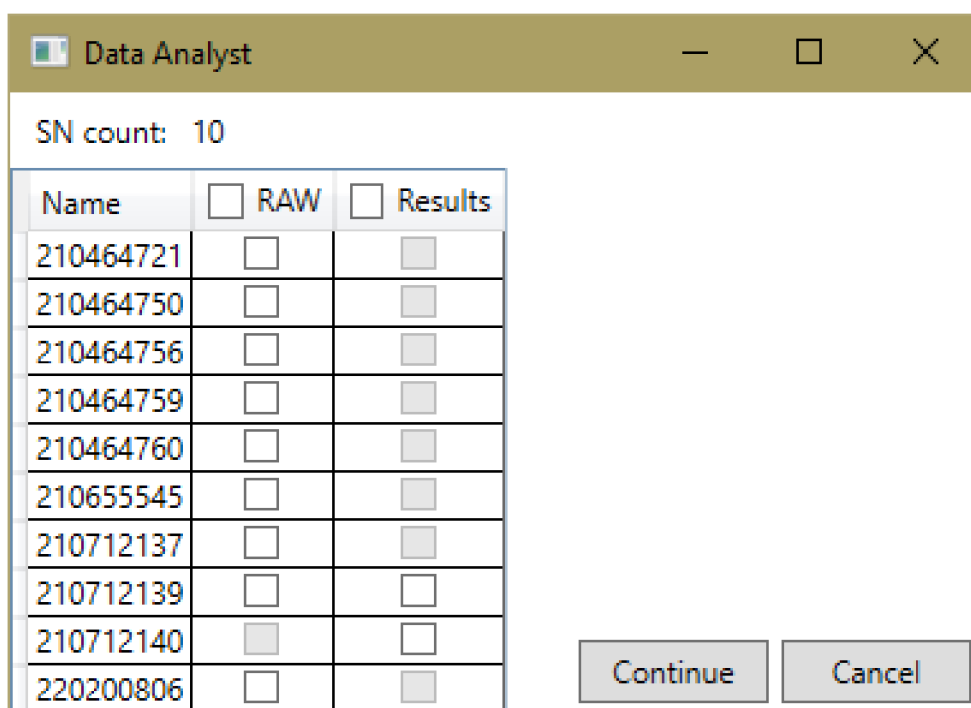 Data Analyst
SN count: 10
Name RAW Results
210464721
210464750
210464756
210464759
210464760
210655545
210712137
210712139
210712140
220200806
Continue Cancel